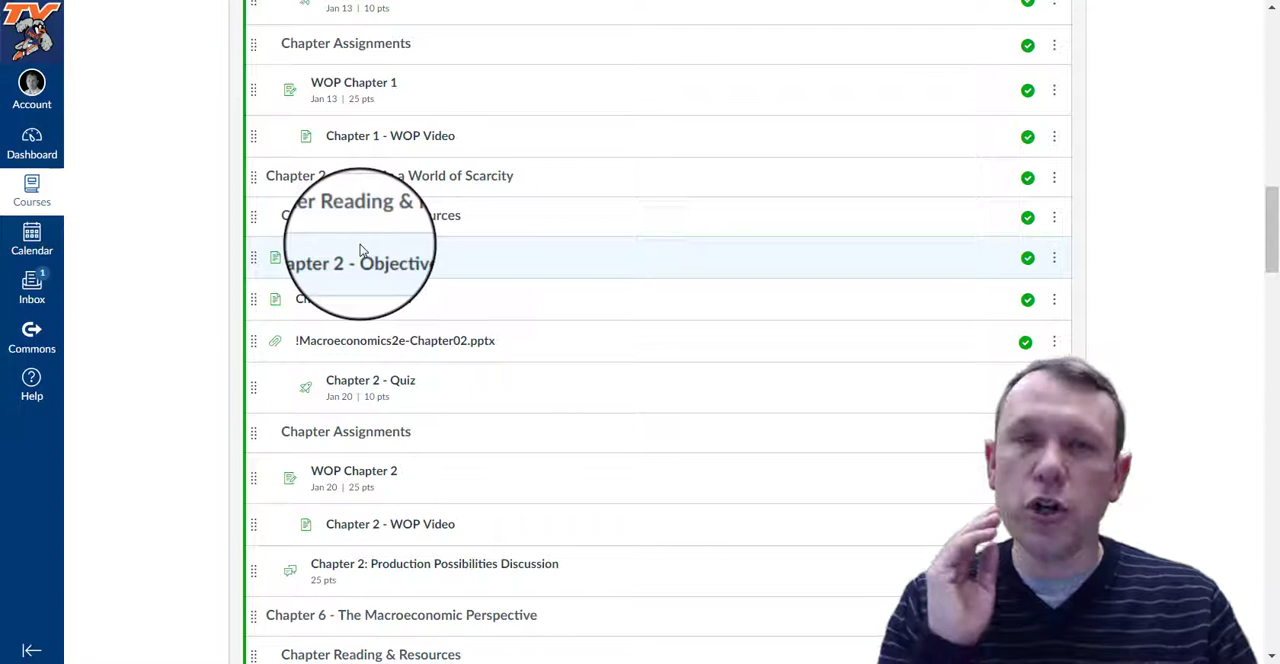 TV
Account
Dashboard
Courses
Calendar
1
Inbox
Commons
Help
Jan 13 | 10 pts
Chapter Assignments
WOP Chapter 1
Jan 13 | 25 pts
Chapter 1 - WOP Video
Chapter 2 a World of Scarcity
er Reading & urces
apter 2 - Objectiv
!Macroeconomics2e-Chapter02.pptx
Chapter 2 - Quiz
Jan 20 | 10 pts
Chapter Assignments
WOP Chapter 2
Jan 20 | 25 pts
Chapter 2 - WOP Video
Chapter 2: Production Possibilities Discussion
25 pts
Chapter 6 - The Macroeconomic Perspective
Chapter Reading & Resources